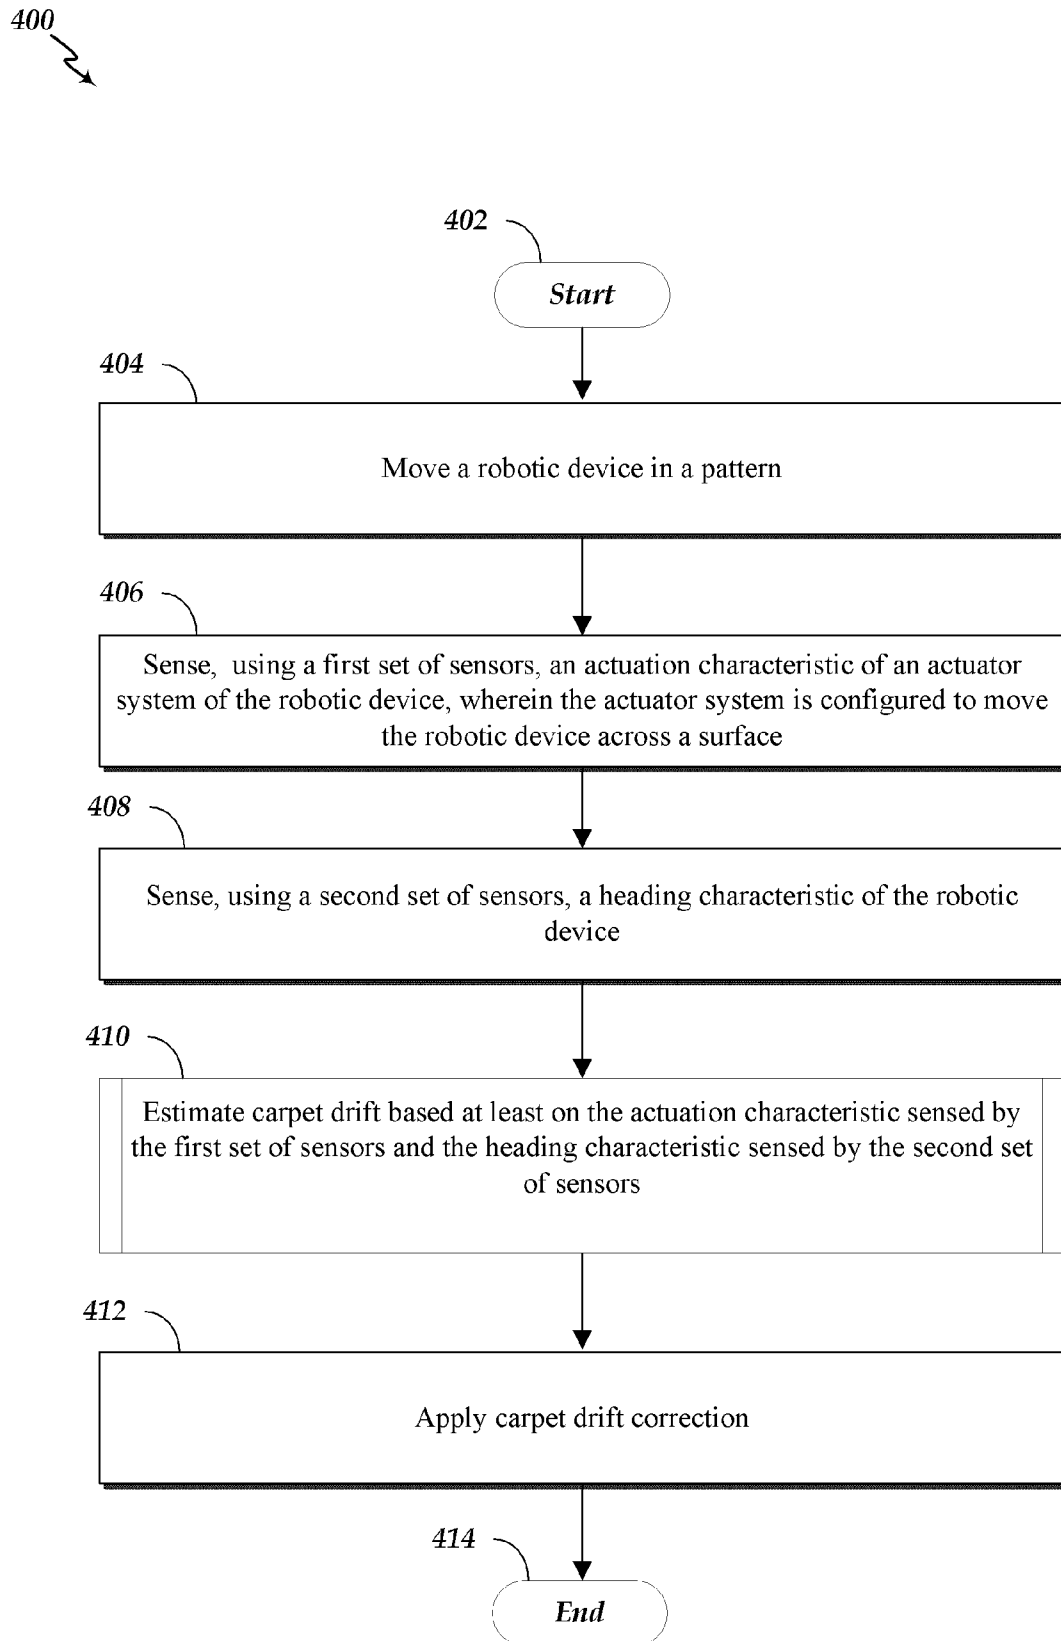 400
402
Start
404
Move a robotic device in a pattern
406
Sense, using a first set of sensors, an actuation characteristic of an actuator
system of the robotic device, wherein the actuator system is configured to move
the robotic device across a surface
408
Sense, using a second set of sensors, a heading characteristic of the robotic
device
410
Estimate carpet drift based at least on the actuation characteristic sensed by
the first set of sensors and the heading characteristic sensed by the second set
of sensors
412
Apply carpet drift correction
414
End